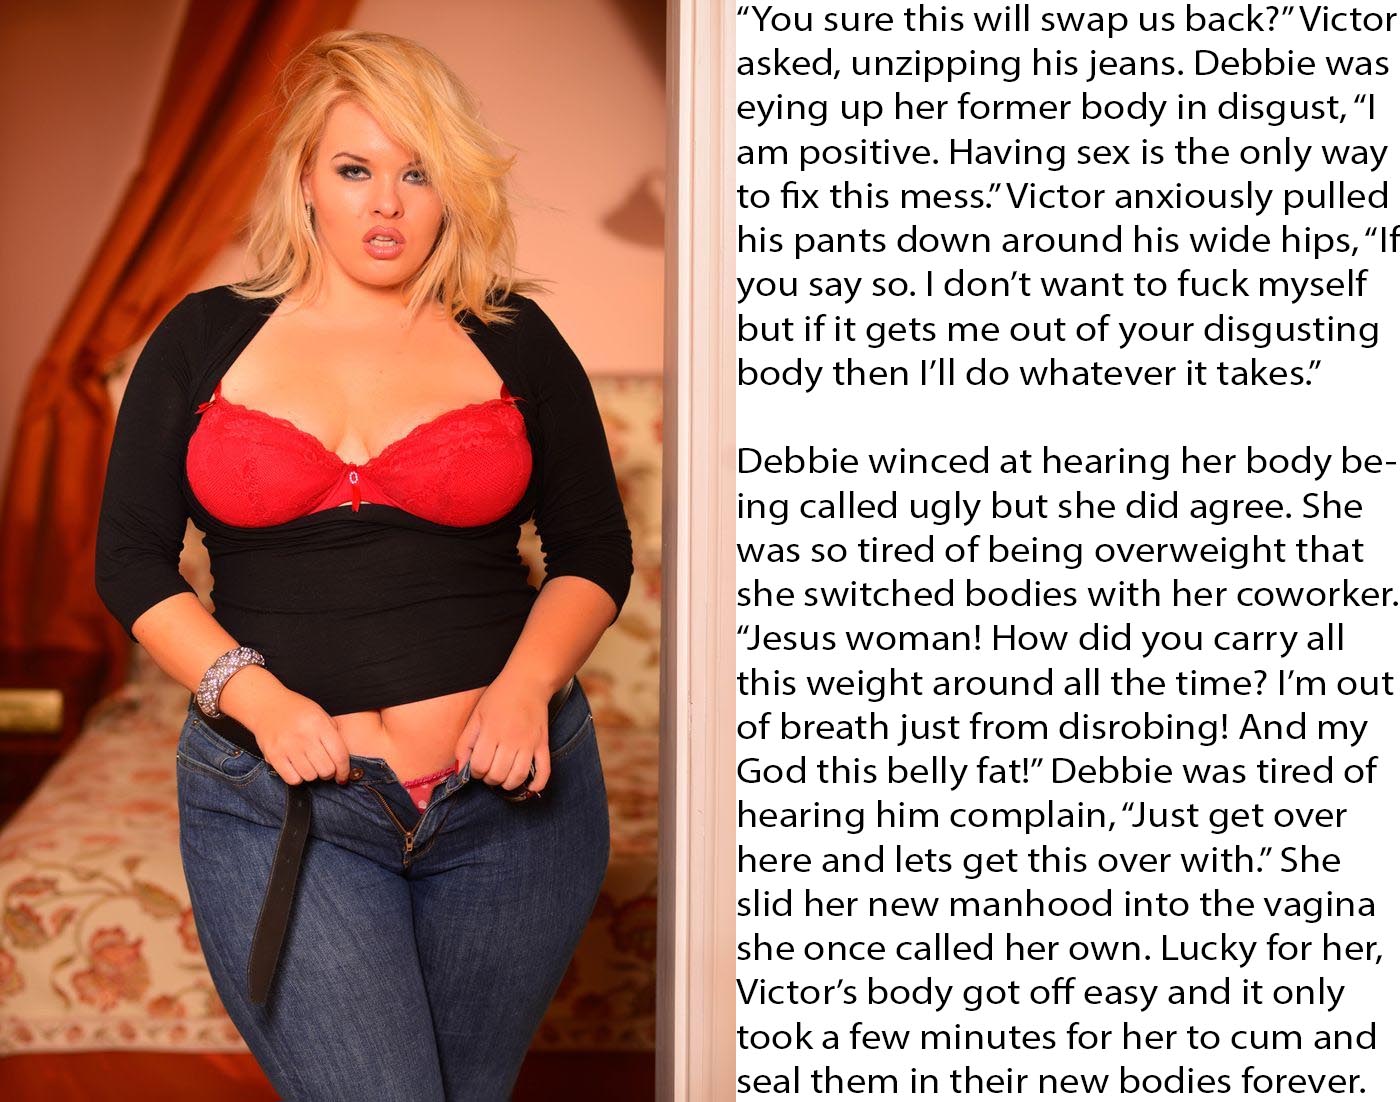 “You sure this will swap us back?” Victor
asked, unzipping his jeans. Debbie was
eying up her former body in disgust, “I
am positive. Having sex is the only way
to fix this mess.” Victor anxiously pulled
his pants down around his wide hips, “If
you say so. I don’t want to fuck myself
but if it gets me out of your disgusting
body then I’ll do whatever it takes.”
Debbie winced at hearing her body be-
ing called ugly but she did agree. She
was so tired of being overweight that
she switched bodies with her coworker.
“Jesus woman! How did you carry all
this weight around all the time? I’m out
of breath just from disrobing! And my
God this belly fat!” Debbie was tired of
hearing him complain, “Just get over
here and lets get this over with.” She
slid her new manhood into the vagina
she once called her own. Lucky for her,
Victor’s body got off easy and it only
took a few minutes for her to cum and
seal them in their new bodies forever.